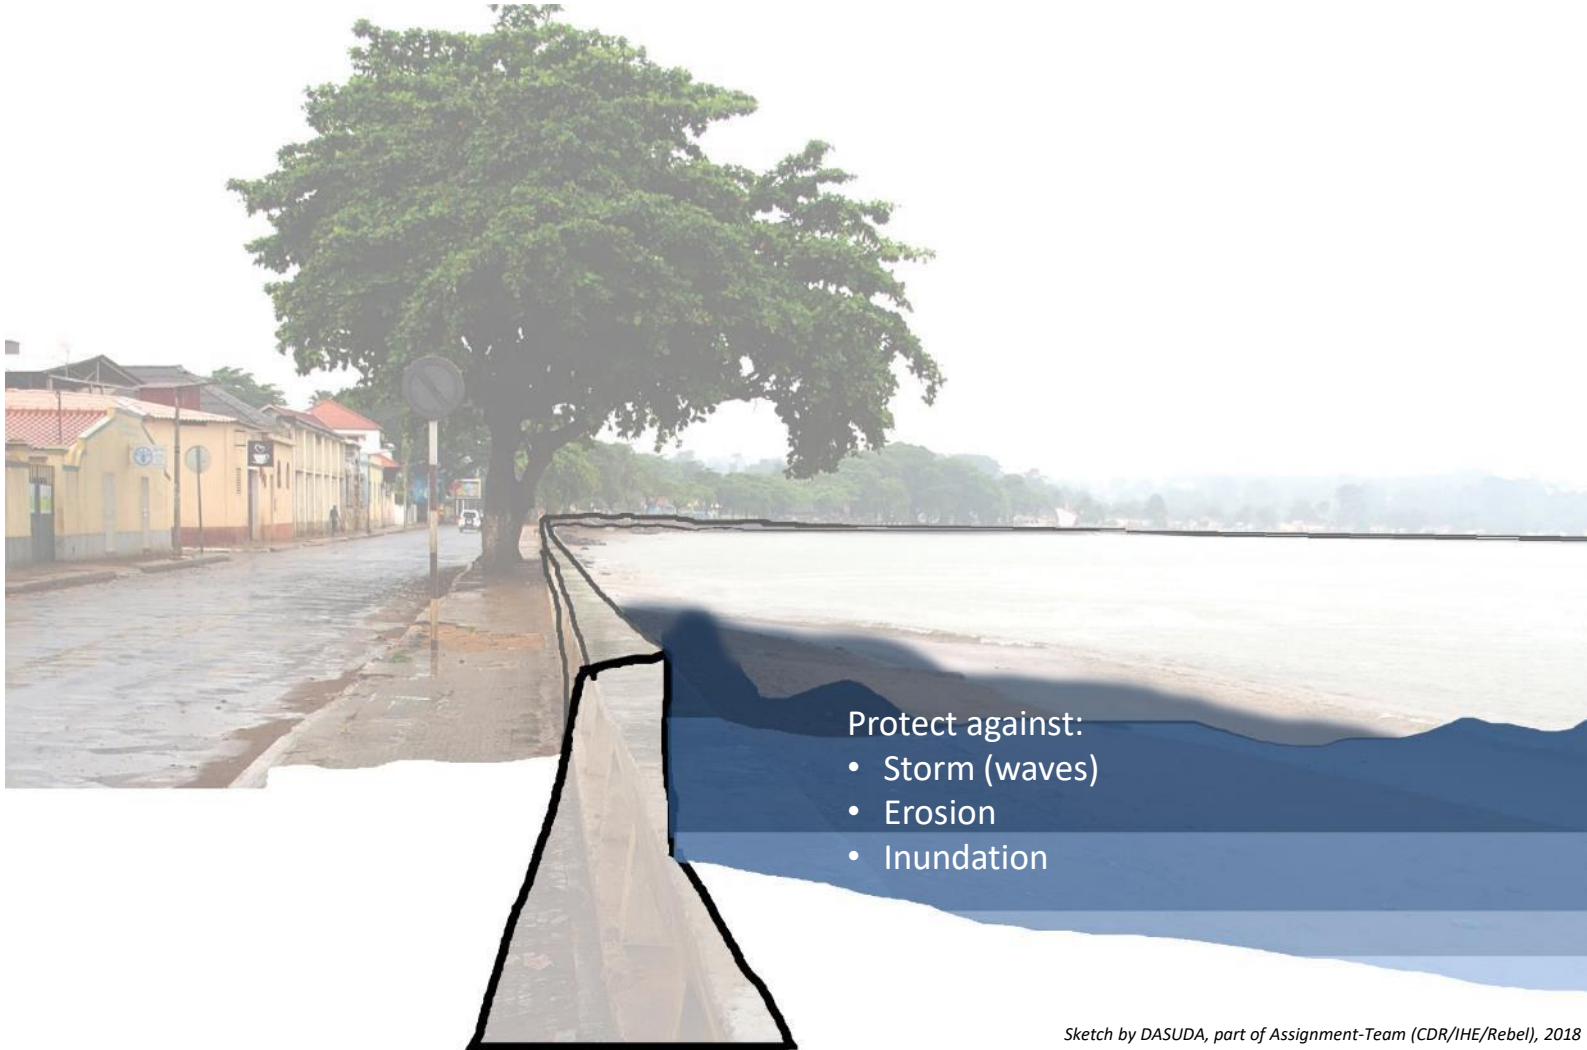 Protect against:
• Storm (waves)
• Erosion
• Inundation
Sketch by DASUDA, part of Assignment-Team (CDR/IHE/Rebel), 2018